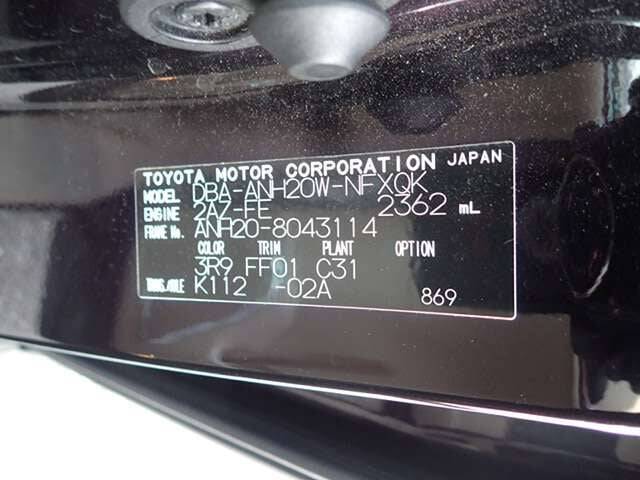 TOYOTA MOTOR CORPORATION JAPAN
MODEL DBA-ANH20W-NFXQK
ENGINE 2AZ-FE 2362 mL
FRAME No. ANH20-8043114
COLOR TRIM PLANT OPTION
3R9 FF01 C31
TRANS./AXLE K112 -02A 869